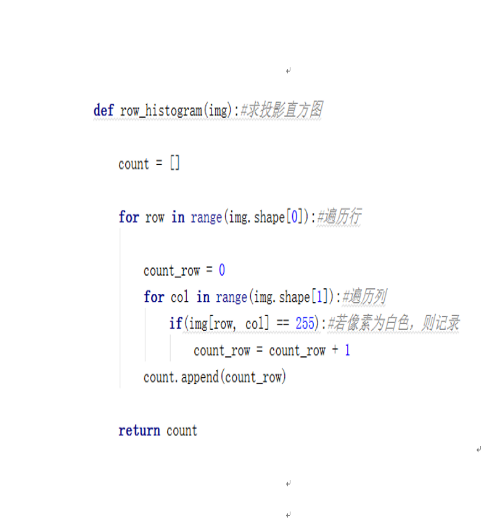 def row_histogram(img):#求投影直方图
count = []
for row in range(img.shape[0]):#遍历行
count_row = 0
for col in range(img.shape[1]):#遍历列
if(img[row, col] == 255):#若像素为白色，则记录
count_row = count_row + 1
count.append(count_row)
return count